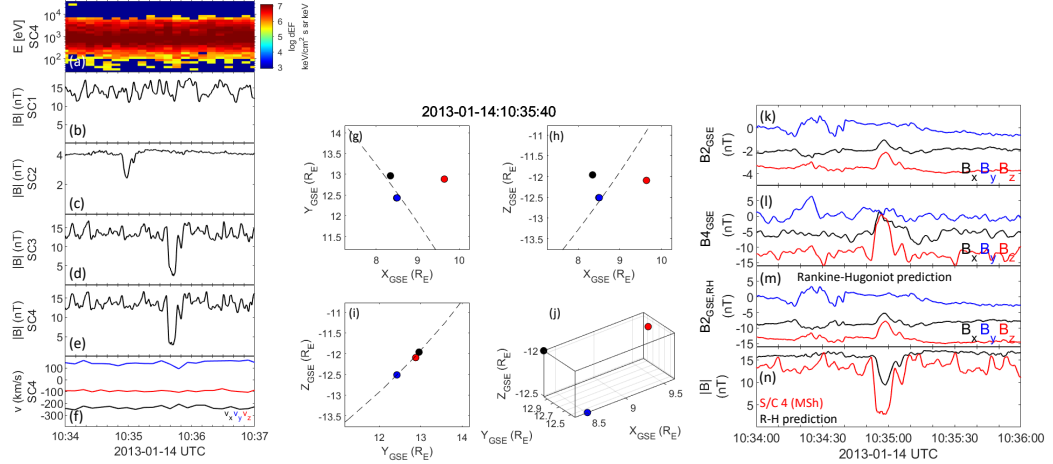 E [eV]
SC4
10^4
10^3
10^2
(a)
7
6
5
4
3
log dEF
keV/cm² s sr keV
|B| (nT)
SC1
15
10
5
(b)
|B| (nT)
SC2
4
2
(c)
|B| (nT)
SC3
15
10
5
(d)
|B| (nT)
SC4
15
10
5
(e)
v (km/s)
SC4
100
0
-100
-200
-300
(f)
v_x v_y v_z
10:34
10:35
10:36
10:37
2013-01-14 UTC
2013-01-14:10:35:40
(g)
Y_GSE (R_E)
14
13.5
13
12.5
12
11.5
8
9
10
X_GSE (R_E)
(h)
Z_GSE (R_E)
-11
-11.5
-12
-12.5
-13
-13.5
8
9
10
X_GSE (R_E)
(i)
Z_GSE (R_E)
-11
-11.5
-12
-12.5
-13
-13.5
12
13
14
Y_GSE (R_E)
(j)
Z_GSE (R_E)
-12
-12.5
12.9
12.7
12.5
Y_GSE (R_E)
8.5
9
9.5
X_GSE (R_E)
(k)
B2_GSE
(nT)
0
-2
-4
B_x B_y B_z
(l)
B4_GSE
(nT)
5
0
-5
-10
-15
B_x B_y B_z
(m)
Rankine-Hugoniot prediction
B2_GSE,RH
(nT)
5
0
-5
-10
-15
B_x B_y B_z
(n)
|B|
(nT)
15
10
5
S/C 4 (MSh)
R-H prediction
10:34:00
10:34:30
10:35:00
10:35:30
10:36:00
2013-01-14 UTC